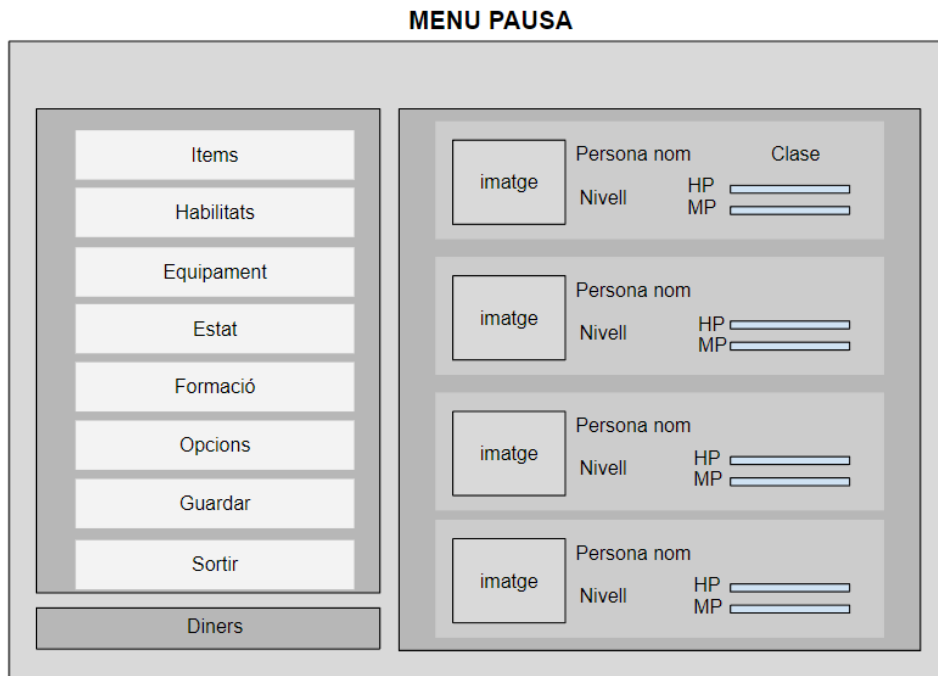 MENU PAUSA
Items
Habilitats
Equipament
Estat
Formació
Opcions
Guardar
Sortir
Diners
imatge
Persona nom Clase
Nivell HP
MP
imatge
Persona nom
Nivell HP
MP
imatge
Persona nom
Nivell HP
MP
imatge
Persona nom
Nivell HP
MP